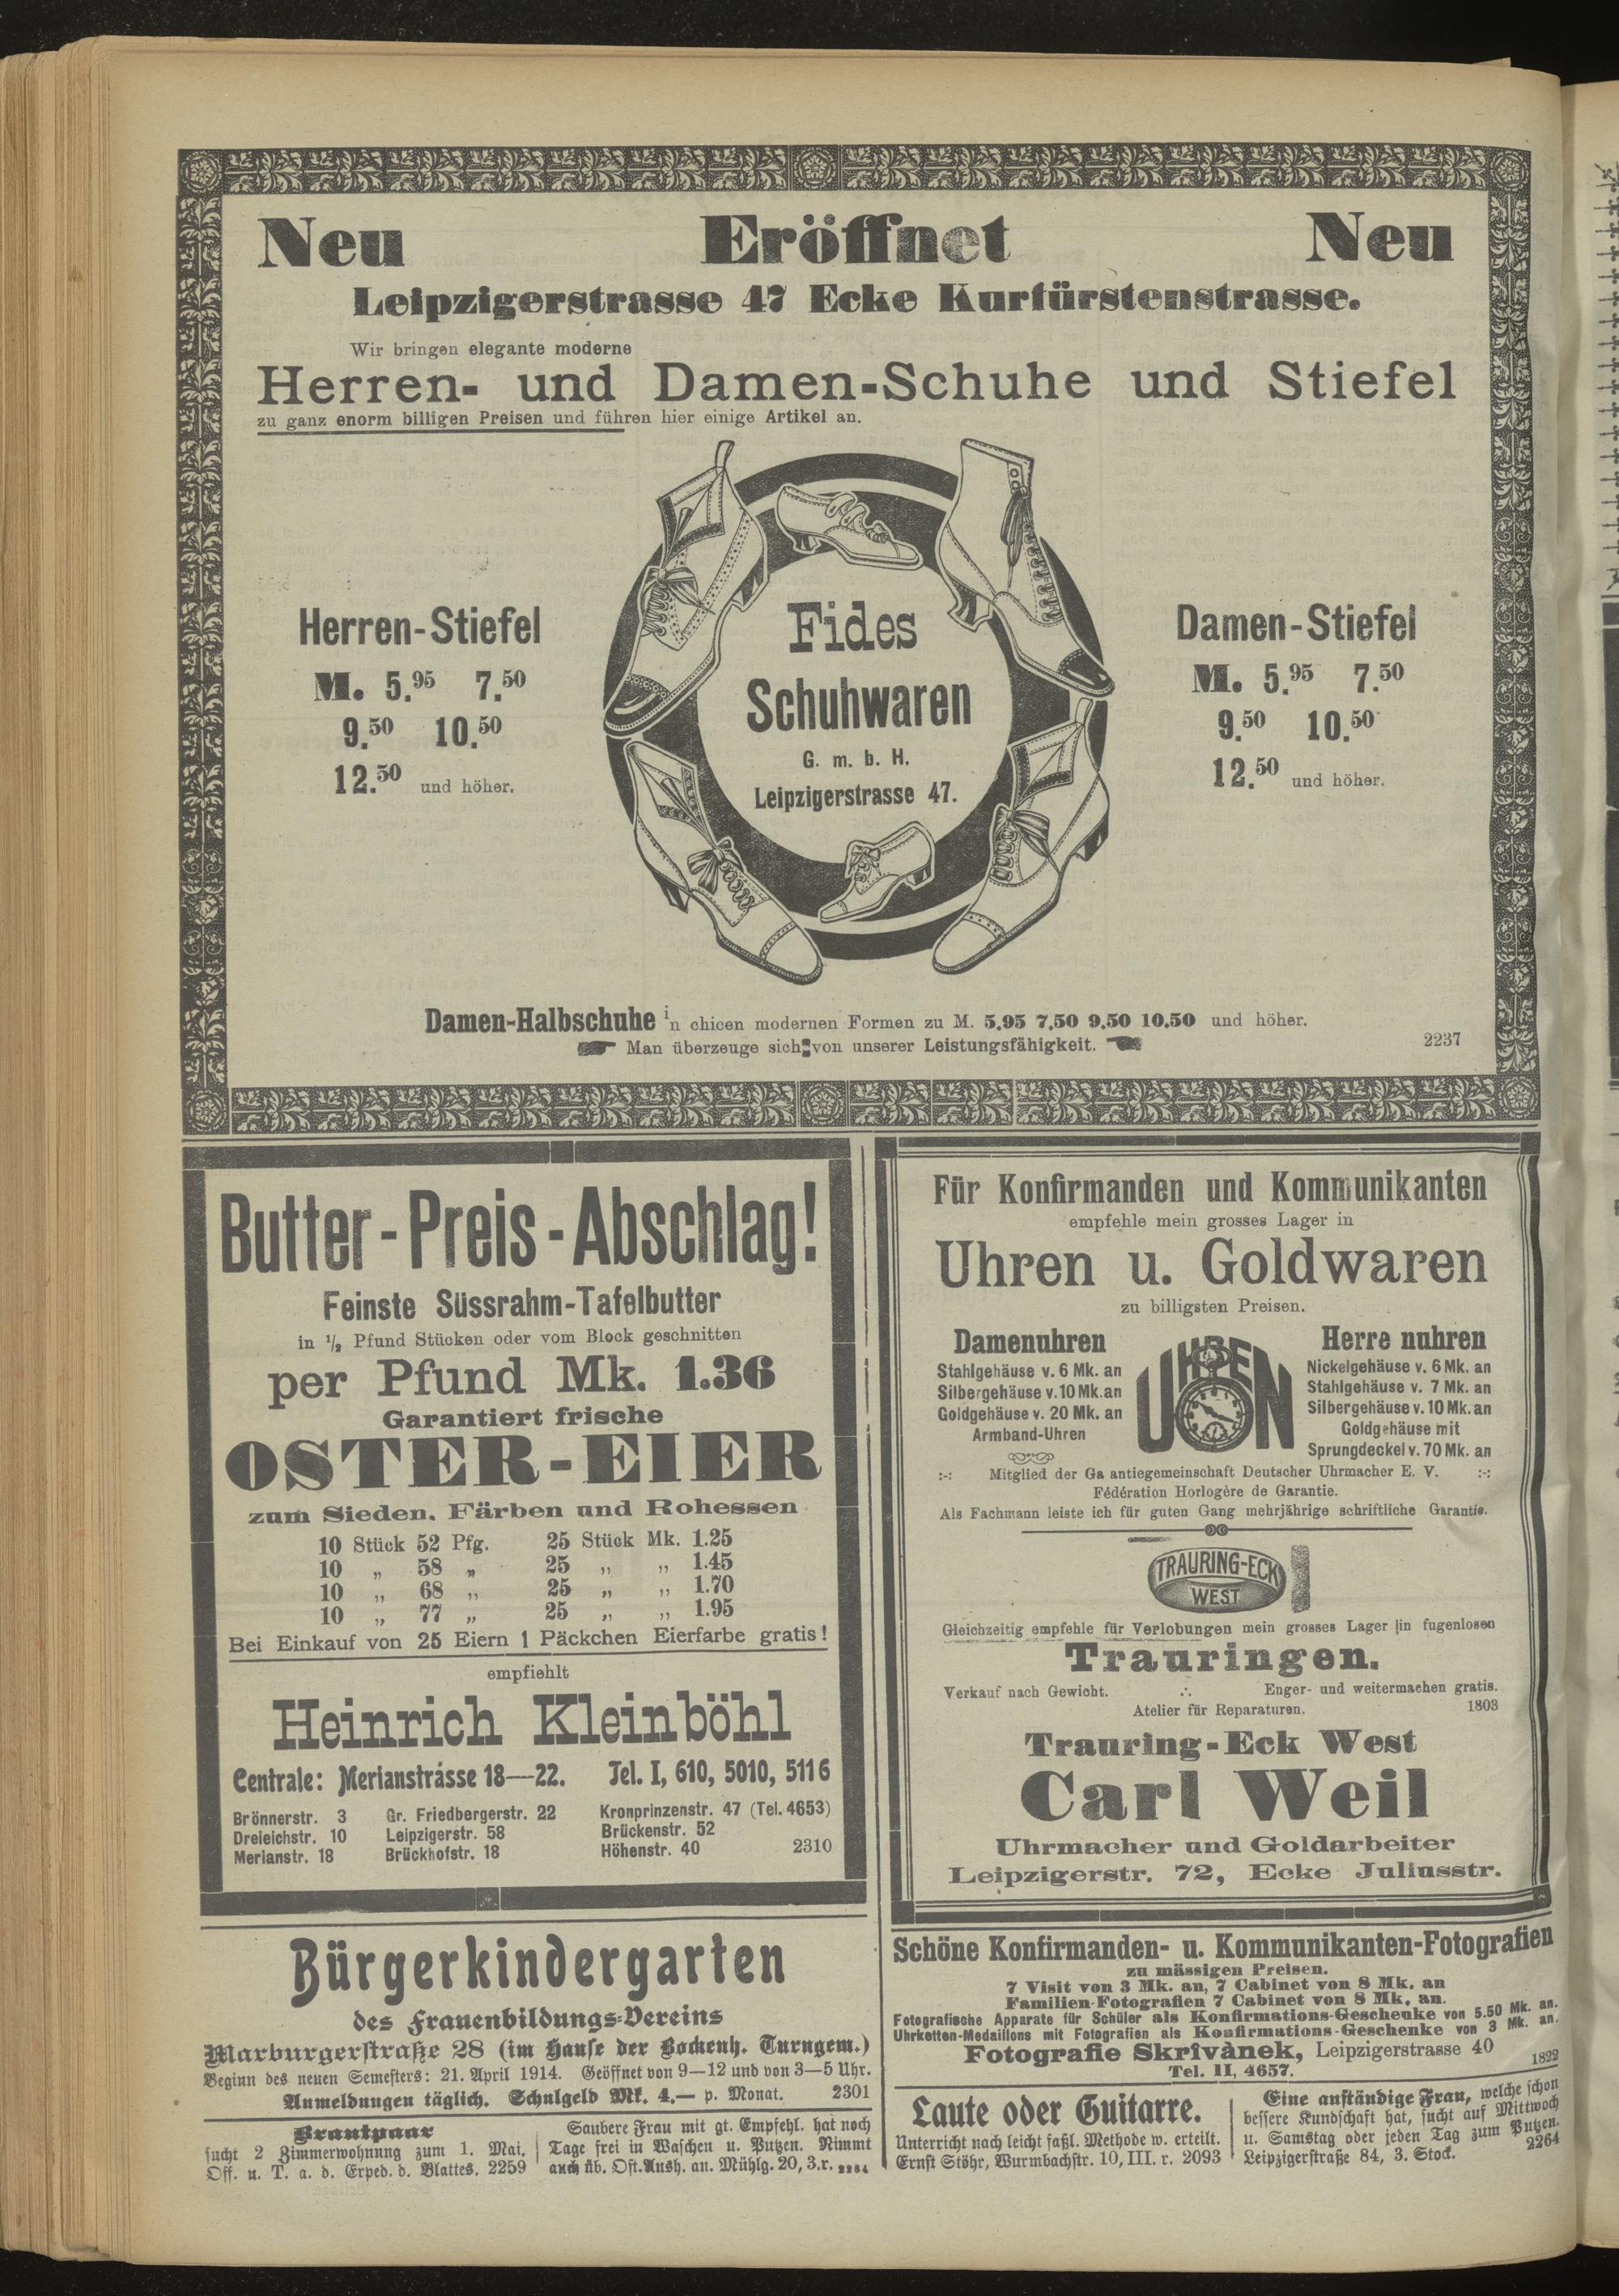 Neu Eröffnet Neu
Leipzigerstrasse 47 Ecke Kurfürstenstrasse.
Wir bringen elegante moderne
Herren- und Damen-Schuhe und Stiefel
zu ganz enorm billigen Preisen und führen hier einige Artikel an.
Herren-Stiefel
M. 5.95 7.50
9.50 10.50
12.50 und höher.
Fides
Schuhwaren
G. m. b. H.
Leipzigerstrasse 47.
Damen-Stiefel
M. 5.95 7.50
9.50 10.50
12.50 und höher.
Damen-Halbschuhe in chicen modernen Formen zu M. 5.95 7.50 9.50 10.50 und höher.
Man überzeuge sich von unserer Leistungsfähigkeit.
2237
Butter-Preis-Abschlag!
Feinste Süssrahm-Tafelbutter
in 1/2 Pfund Stücken oder vom Block geschnitten
per Pfund Mk. 1.36
Garantiert frische
OSTER-EIER
zum Sieden, Färben und Rohessen
10 Stück 52 Pfg. 25 Stück Mk. 1.25
10 „ 58 „ 25 „ „ 1.45
10 „ 68 „ 25 „ „ 1.70
10 „ 77 „ 25 „ „ 1.95
Bei Einkauf von 25 Eiern 1 Päckchen Eierfarbe gratis!
empfiehlt
Heinrich Kleinböhl
Centrale: Merianstrasse 18—22. Tel. I, 610, 5010, 5116
Brönnerstr. 3 Gr. Friedbergerstr. 22 Kronprinzenstr. 47 (Tel. 4653)
Dreieichstr. 10 Leipzigerstr. 58 Brückenstr. 52
Merianstr. 18 Brückhofstr. 18 Höhenstr. 40 2310
Für Konfirmanden und Kommunikanten
empfehle mein grosses Lager in
Uhren u. Goldwaren
zu billigsten Preisen.
Damenuhren
Stahlgehäuse v. 6 Mk. an
Silbergehäuse v. 10 Mk. an
Goldgehäuse v. 20 Mk. an
Armband-Uhren
UHREN
Herre nuhren
Nickelgehäuse v. 6 Mk. an
Stahlgehäuse v. 7 Mk. an
Silbergehäuse v. 10 Mk. an
Goldgehäuse mit
Sprungdeckel v. 70 Mk. an
:-: Mitglied der Ga antiegemeinschaft Deutscher Uhrmacher E. V. :-:
Fédération Horlogère de Garantie.
Als Fachmann leiste ich für guten Gang mehrjährige schriftliche Garantie.
TRAURING-ECK
WEST
Gleichzeitig empfehle für Verlobungen mein grosses Lager in fugenlosen
Trauringen.
Verkauf nach Gewicht. ∴ Enger- und weitermachen gratis.
Atelier für Reparaturen. 1803
Trauring-Eck West
Carl Weil
Uhrmacher und Goldarbeiter
Leipzigerstr. 72, Ecke Juliusstr.
Bürgerkindergarten
des Frauenbildungs-Vereins
Marburgerstraße 28 (im Hause der Bockenh. Turngem.)
Beginn des neuen Semesters: 21. April 1914. Geöffnet von 9—12 und von 3—5 Uhr.
Anmeldungen täglich. Schulgeld Mk. 4.— p. Monat. 2301
Brautpaar
sucht 2 Zimmerwohnung zum 1. Mai.
Off. u. T. a. d. Exped. d. Blattes. 2259
Saubere Frau mit gt. Empfehl. hat noch
Tage frei in Waschen u. Putzen. Nimmt
auch üb. Ost. Aush. an. Mühlg. 20, 3. r. 2284
Schöne Konfirmanden- u. Kommunikanten-Fotografien
zu mässigen Preisen.
7 Visit von 3 Mk. an, 7 Cabinet von 8 Mk. an
Familien-Fotografien 7 Cabinet von 8 Mk. an.
Fotografische Apparate für Schüler als Konfirmations-Geschenke von 5.50 Mk. an.
Uhrketten-Medaillons mit Fotografien als Konfirmations-Geschenke von 3 Mk. an.
Fotografie Skrivànek, Leipzigerstrasse 40
Tel. II, 4657. 1822
Laute oder Guitarre.
Unterricht nach leicht faßl. Methode w. erteilt.
Ernst Stöhr, Wurmbachstr. 10, III. r. 2093
Eine anständige Frau, welche schon
bessere Kundschaft hat, sucht auf Mittwoch
u. Samstag oder jeden Tag zum Putzen.
Leipzigerstraße 84, 3. Stock. 2264